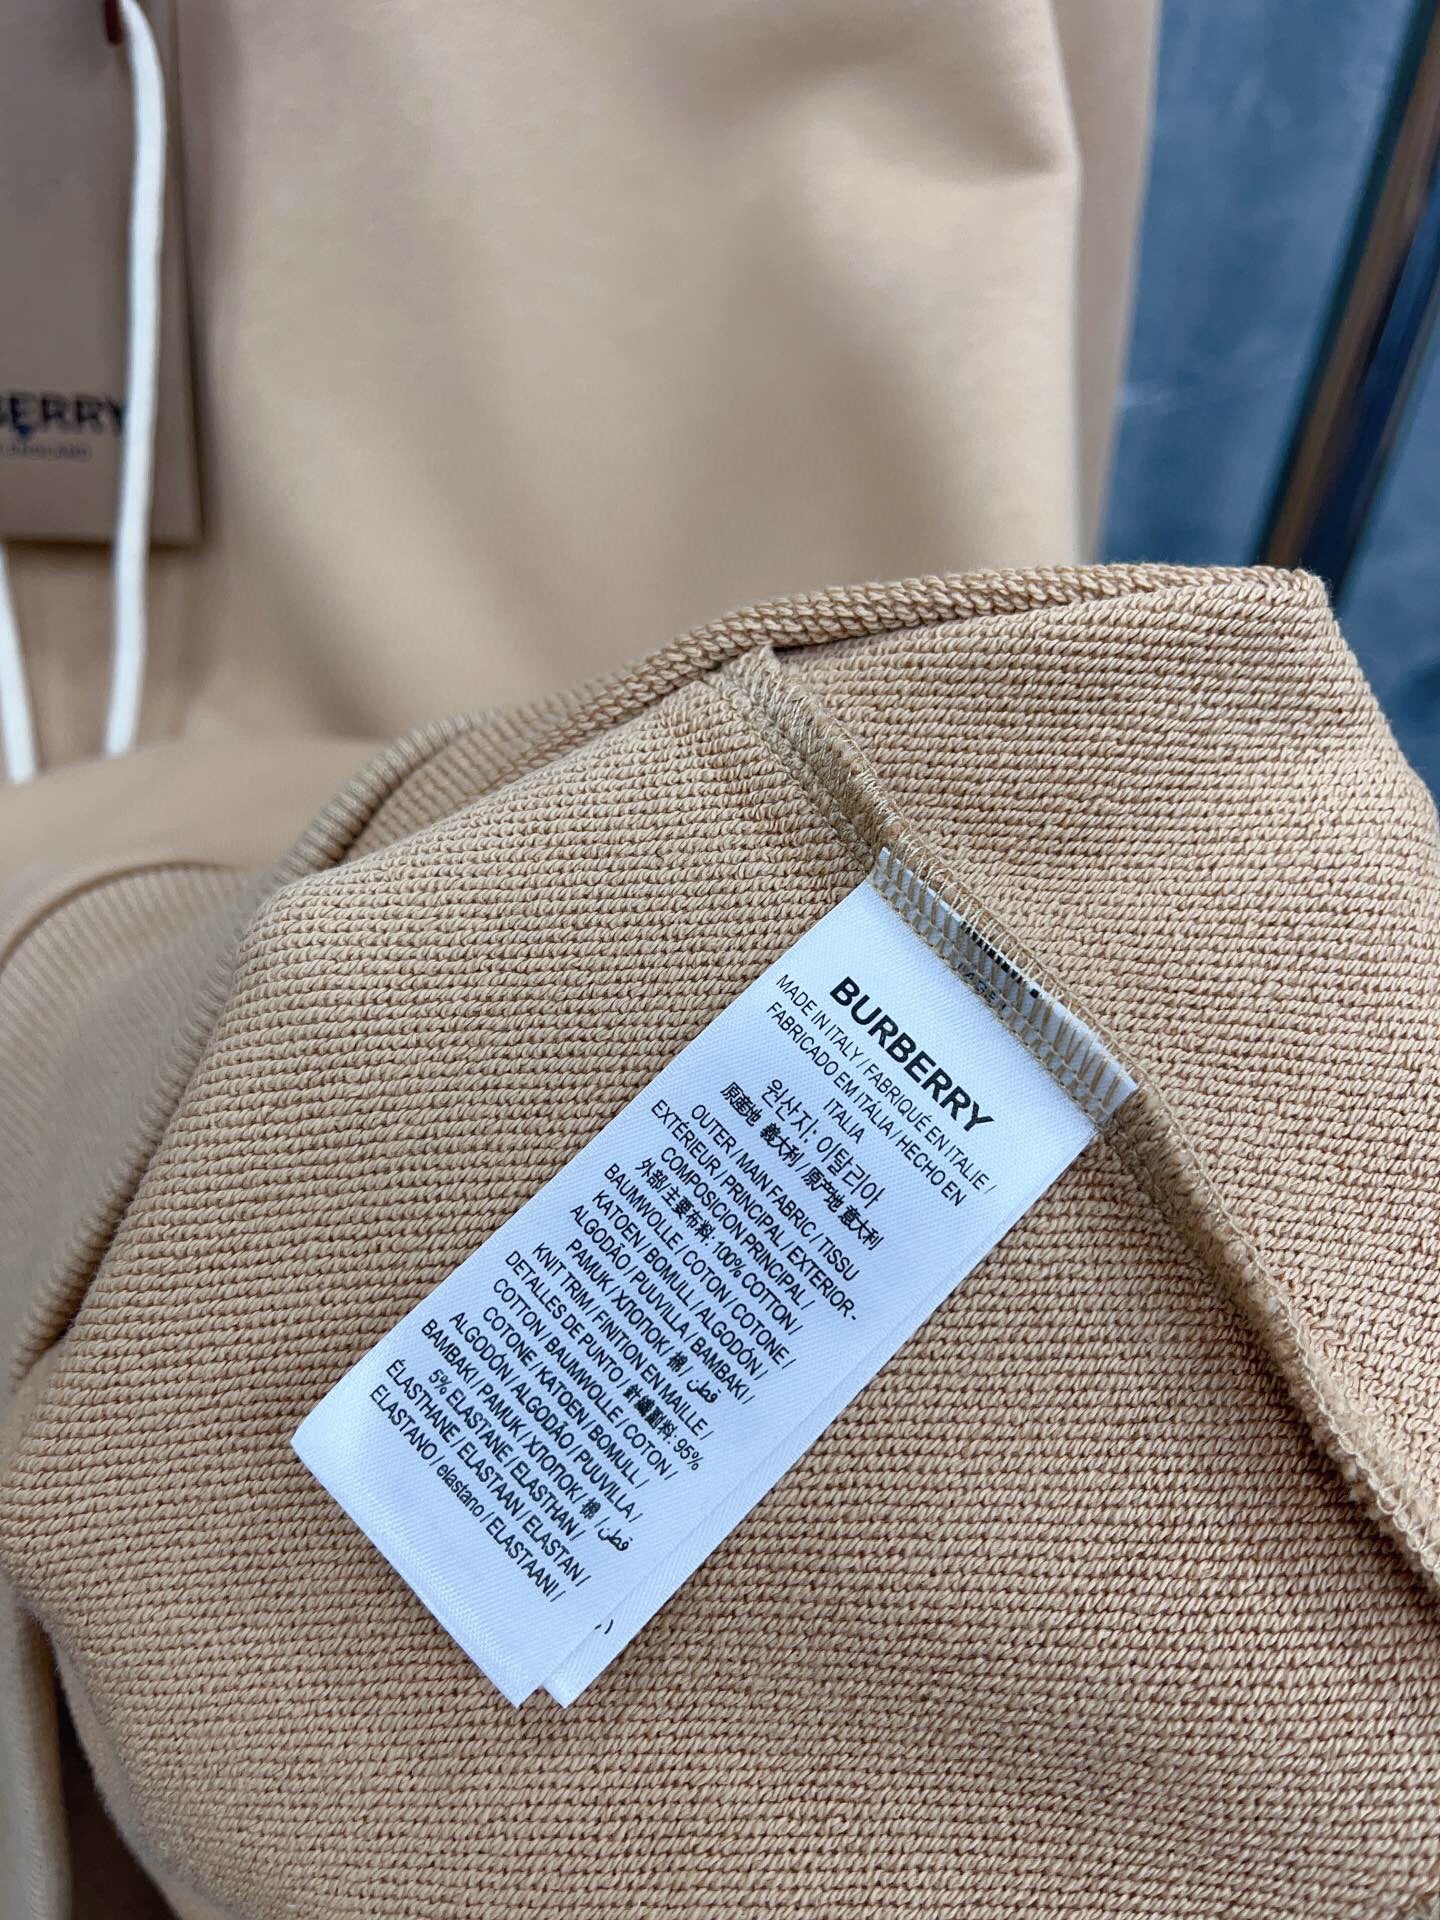 BERRY
BURBERRY
MADE IN ITALY / FABRIQUÉ EN ITALIE /
FABRICADO EM ITÁLIA / HECHO EN
ITALIA
원산지: 이탈리아
原産地 義大利 / 原产地 意大利
OUTER / MAIN FABRIC / TISSU
EXTÉRIEUR / PRINCIPAL / EXTERIOR-
COMPOSICION PRINCIPAL /
外部/主要布料: 100% COTTON /
BAUMWOLLE / COTON / COTONE /
KATOEN / BOMULL / ALGODÓN /
ALGODÃO / PUUVILLA / BAMBAKI /
PAMUK / ХЛОПОК / 棉 / قطن
KNIT TRIM / FINITION EN MAILLE /
DETALLES DE PUNTO / 針織副料: 95%
COTTON / BAUMWOLLE / COTON /
COTONE / KATOEN / BOMULL /
ALGODÓN / ALGODÃO / PUUVILLA /
BAMBAKI / PAMUK / ХЛОПОК / 棉 / قطن
5% ELASTANE / ELASTHAN /
ÉLASTHANNE / ELASTAAN / ELASTAN /
ELASTANO / elastano / ELASTAANI /